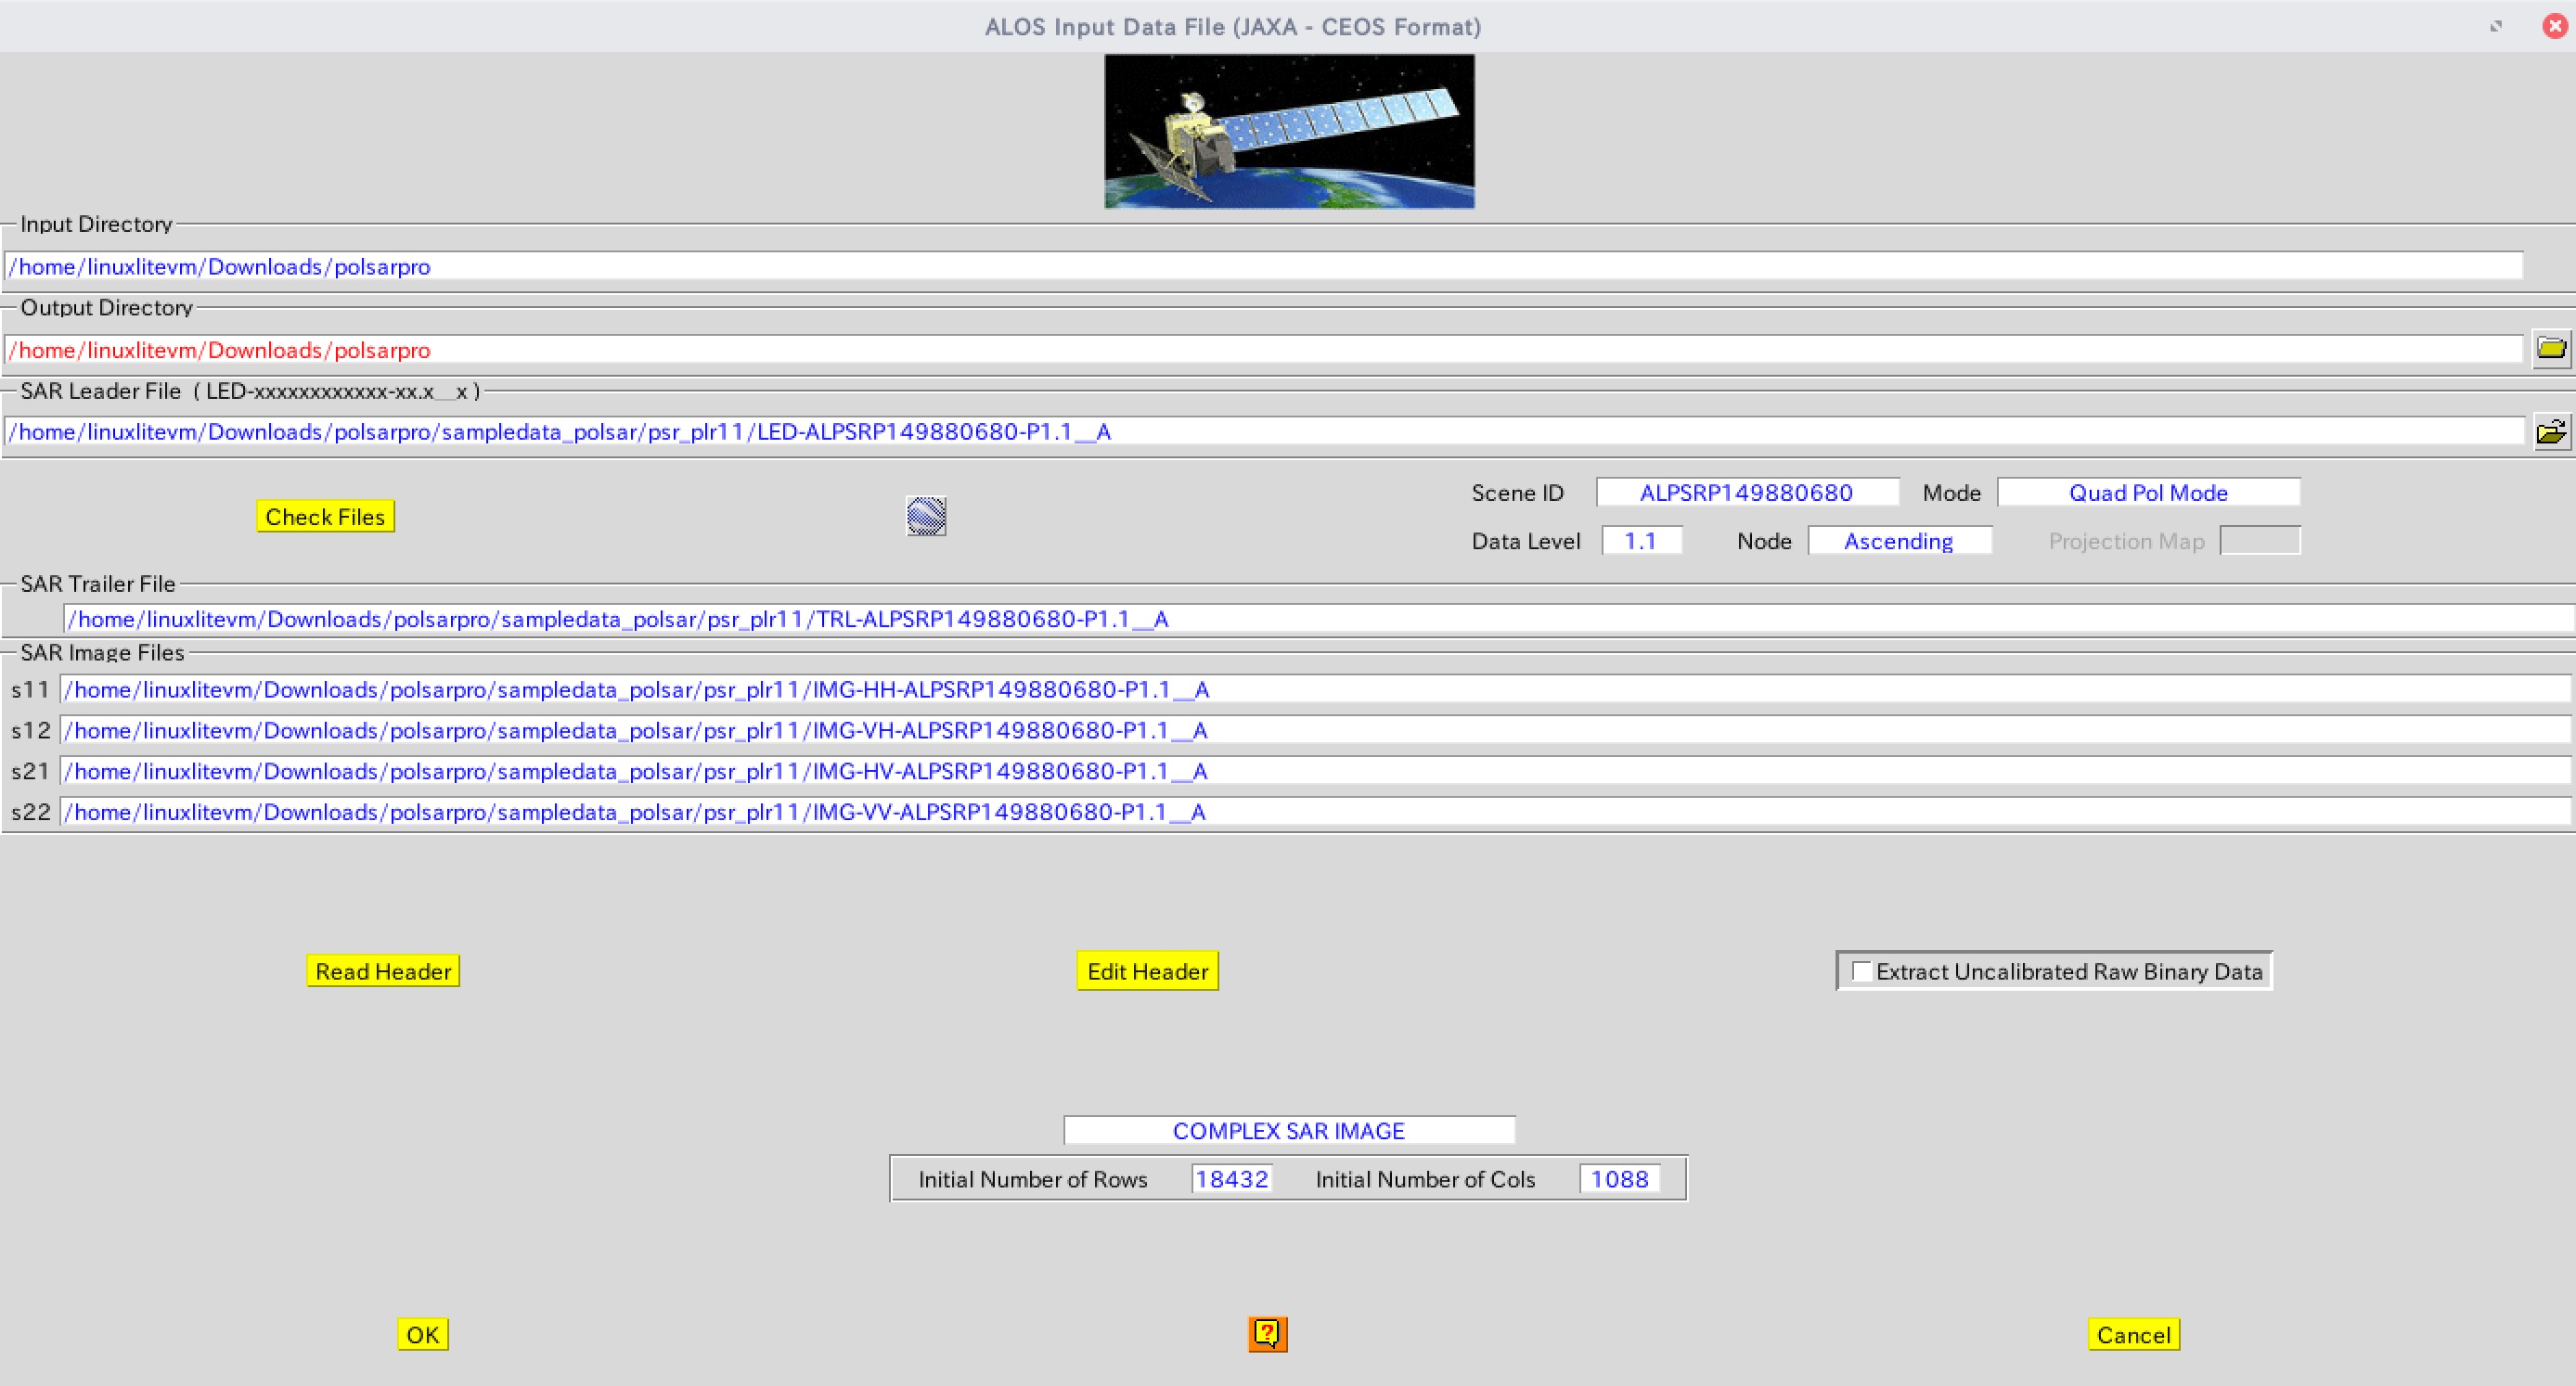 ALOS Input Data File (JAXA - CEOS Format)
Input Directory
/home/linuxlitevm/Downloads/polsarpro
Output Directory
/home/linuxlitevm/Downloads/polsarpro
SAR Leader File ( LED-xxxxxxxxxxxx-xx.x__x )
/home/linuxlitevm/Downloads/polsarpro/sampledata_polsar/psr_plr11/LED-ALPSRP149880680-P1.1__A
Check Files
Scene ID ALPSRP149880680 Mode Quad Pol Mode
Data Level 1.1 Node Ascending Projection Map
SAR Trailer File
/home/linuxlitevm/Downloads/polsarpro/sampledata_polsar/psr_plr11/TRL-ALPSRP149880680-P1.1__A
SAR Image Files
s11 /home/linuxlitevm/Downloads/polsarpro/sampledata_polsar/psr_plr11/IMG-HH-ALPSRP149880680-P1.1__A
s12 /home/linuxlitevm/Downloads/polsarpro/sampledata_polsar/psr_plr11/IMG-VH-ALPSRP149880680-P1.1__A
s21 /home/linuxlitevm/Downloads/polsarpro/sampledata_polsar/psr_plr11/IMG-HV-ALPSRP149880680-P1.1__A
s22 /home/linuxlitevm/Downloads/polsarpro/sampledata_polsar/psr_plr11/IMG-VV-ALPSRP149880680-P1.1__A
Read Header Edit Header Extract Uncalibrated Raw Binary Data
COMPLEX SAR IMAGE
Initial Number of Rows 18432 Initial Number of Cols 1088
OK ? Cancel